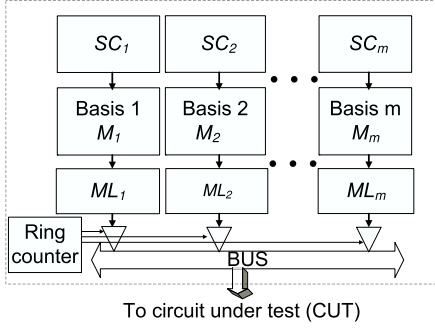 SC1 SC2 SCm
Basis 1 Basis 2 Basis m
M1 M2 Mm
ML1 ML2 MLm
Ring
counter
BUS
To circuit under test (CUT)